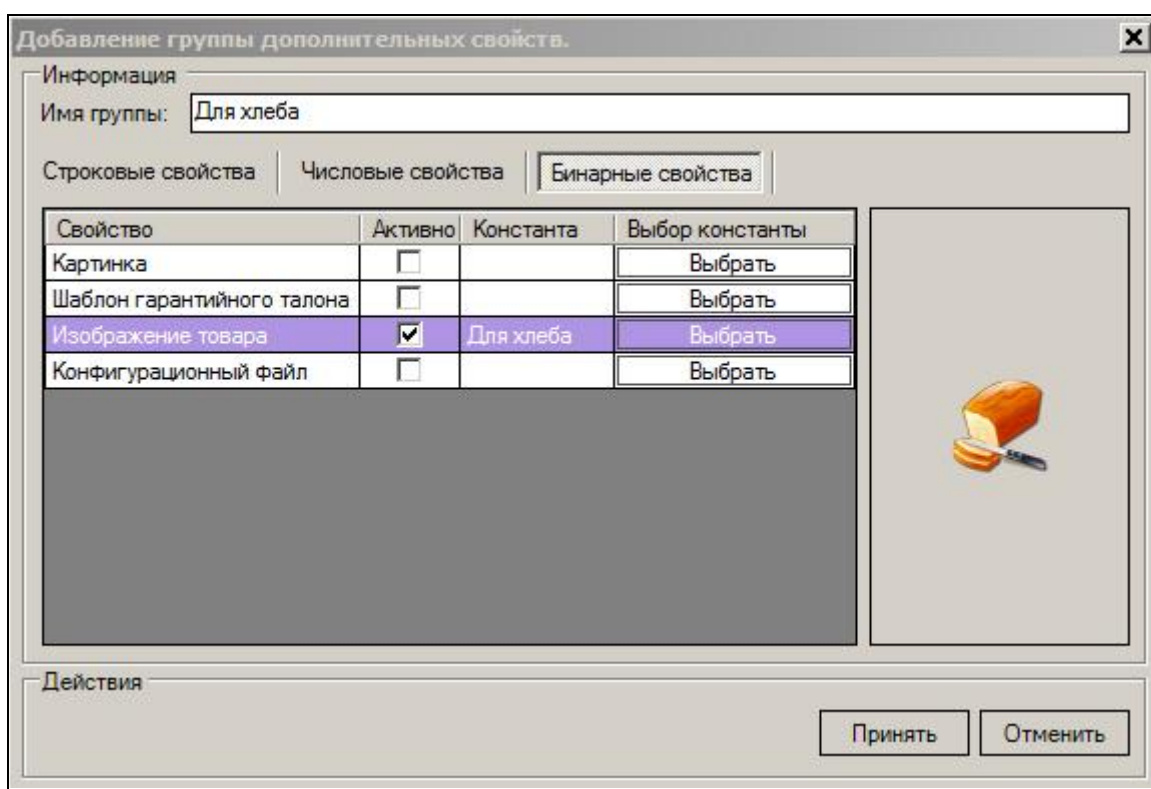 Добавление группы дополнительных свойств.
Информация
Имя группы: Для хлеба
Строковые свойства Числовые свойства Бинарные свойства
Свойство Активно Константа Выбор константы
Картинка Выбрать
Шаблон гарантийного талона Выбрать
Изображение товара Для хлеба Выбрать
Конфигурационный файл Выбрать
Действия
Принять Отменить